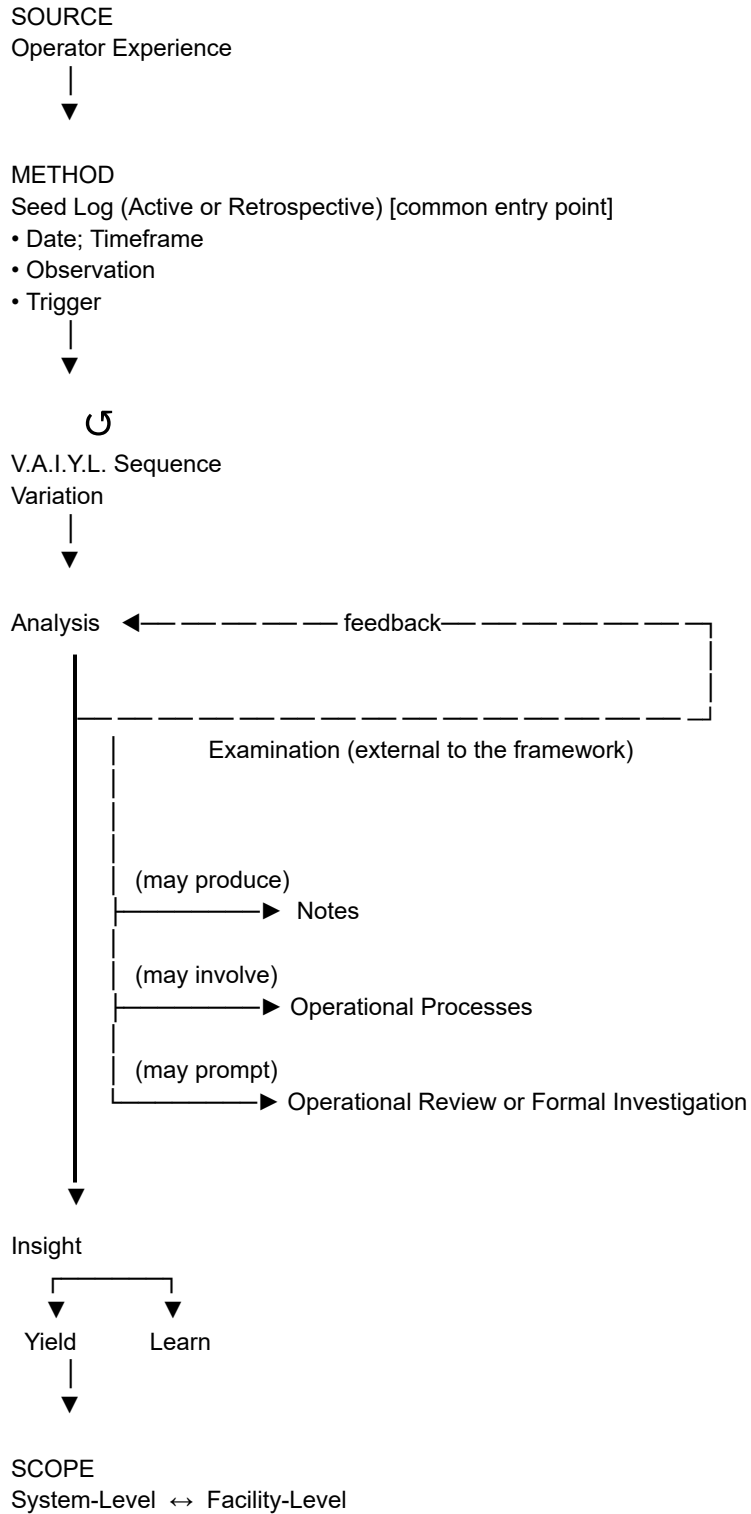 SOURCE
Operator Experience
METHOD
Seed Log (Active or Retrospective) [common entry point]
• Date; Timeframe
• Observation
• Trigger
V.A.I.Y.L. Sequence
Variation
Analysis
feedback
Examination (external to the framework)
(may produce)
Notes
(may involve)
Operational Processes
(may prompt)
Operational Review or Formal Investigation
Insight
Yield Learn
SCOPE
System-Level ↔ Facility-Level